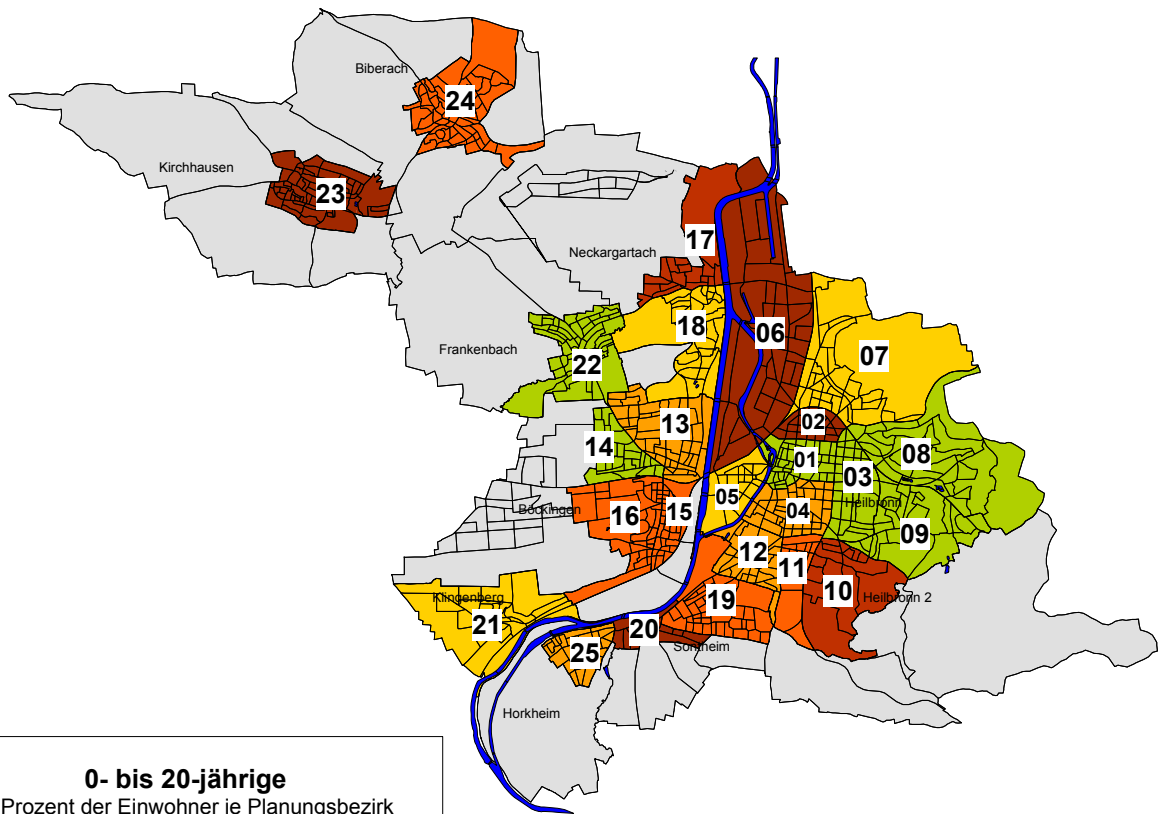 Biberach
24
Kirchhausen
23
17
Neckargartach
18
06
Frankenbach
07
22
13
02
14
01
08
03
05
Böckingen
16
15
04
Heilbronn
09
12
11
10
Klingenberg
19
Heilbronn 2
21
20
Sontheim
25
Horkheim
0- bis 20-jährige
Prozent der Einwohner je Planungsbezirk